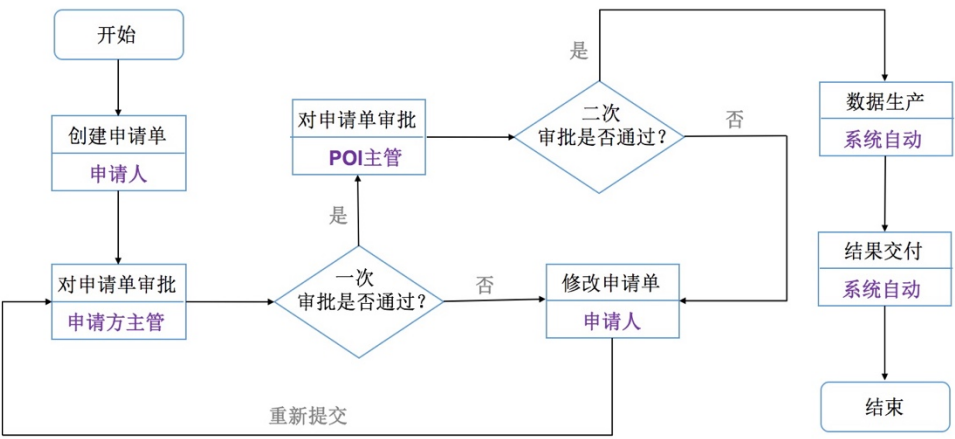 开始
创建申请单
申请人
对申请单审批
申请方主管
一次
审批是否通过？
是
否
对申请单审批
POI主管
二次
审批是否通过？
是
否
修改申请单
申请人
重新提交
数据生产
系统自动
结果交付
系统自动
结束